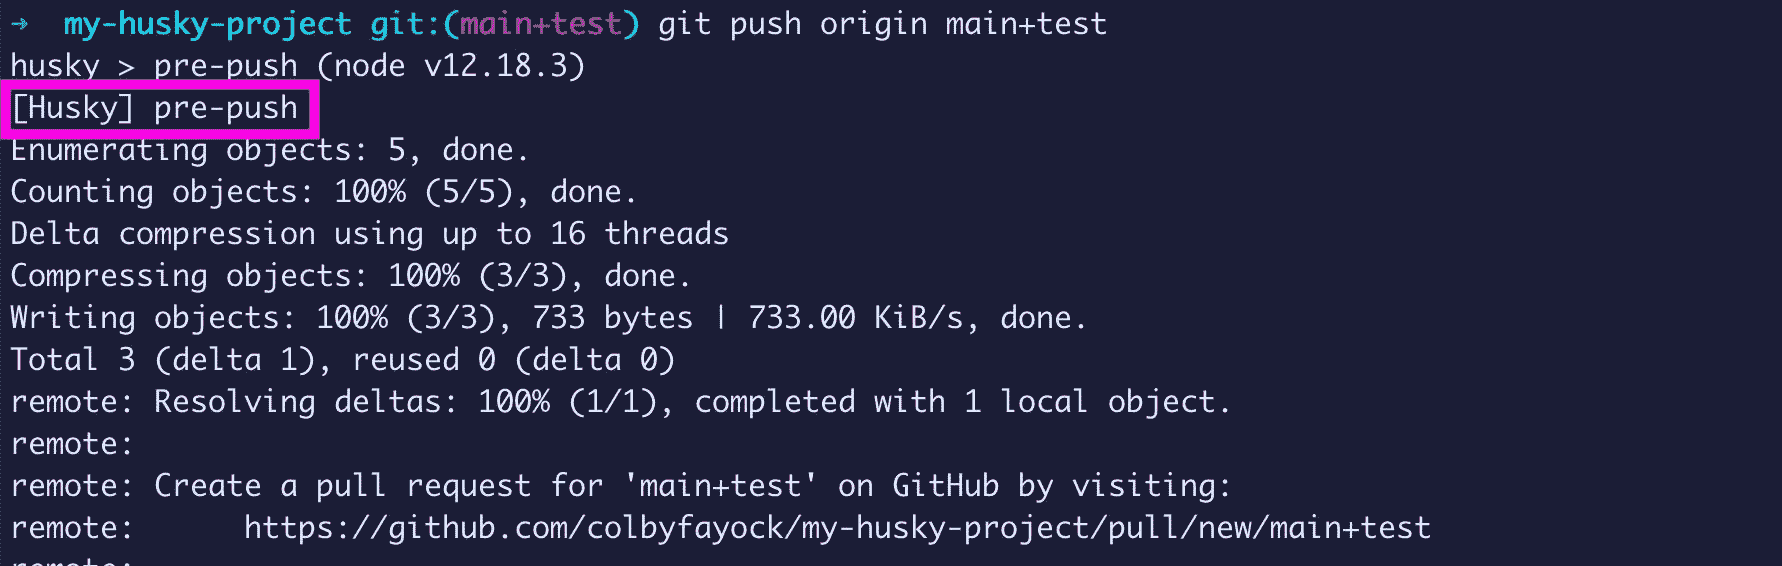 → my-husky-project git:(main+test) git push origin main+test
husky > pre-push (node v12.18.3)
[Husky] pre-push
Enumerating objects: 5, done.
Counting objects: 100% (5/5), done.
Delta compression using up to 16 threads
Compressing objects: 100% (3/3), done.
Writing objects: 100% (3/3), 733 bytes | 733.00 KiB/s, done.
Total 3 (delta 1), reused 0 (delta 0)
remote: Resolving deltas: 100% (1/1), completed with 1 local object.
remote:
remote: Create a pull request for 'main+test' on GitHub by visiting:
remote:      https://github.com/colbyfayock/my-husky-project/pull/new/main+test
remote: